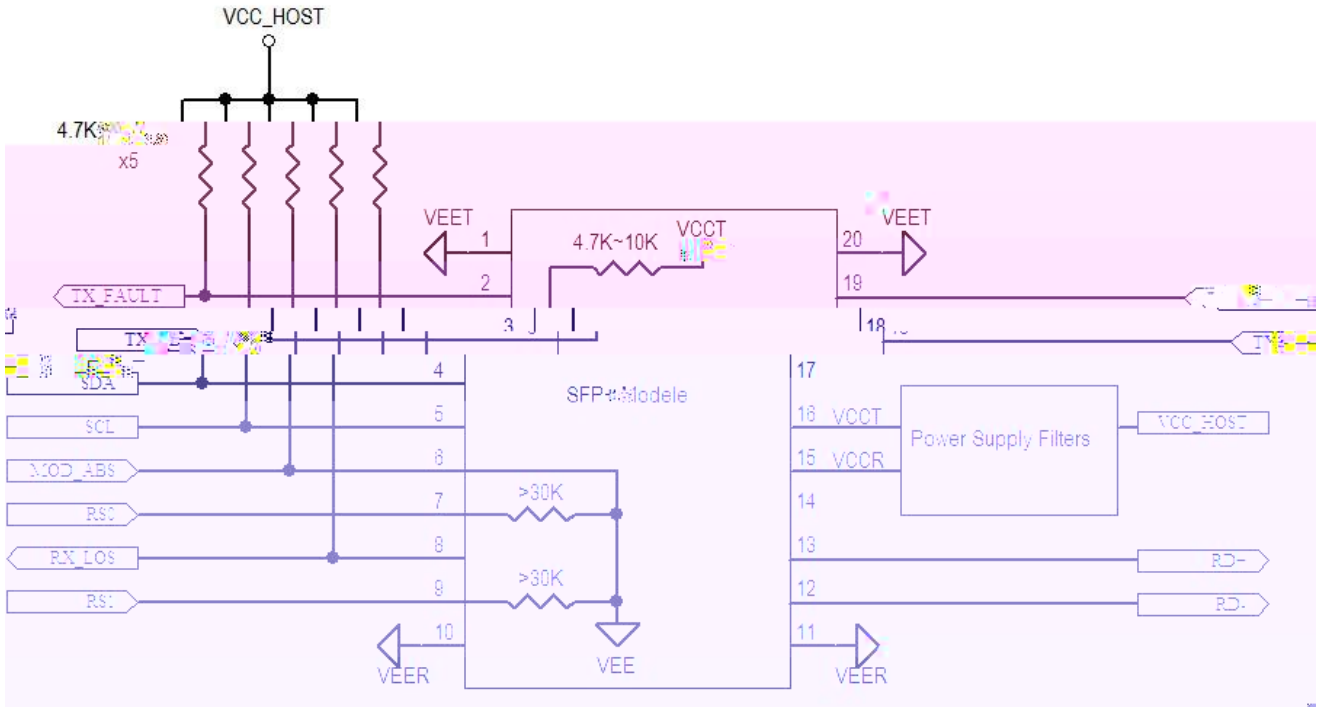 VCC_HOST
4.7K
x5
VEET
1
4.7K~10K
VCCT
20
VEET
TX_FAULT
2
19
3
18
SDA
4
17
SCL
5
16
VCCT
Power Supply Filters
VCC_HOST
MOD_ABS
6
15
VCCR
RS0
7
>30K
14
RX_LOS
8
13
RS1
9
>30K
12
RD-
10
11
VEER
VEE
VEER